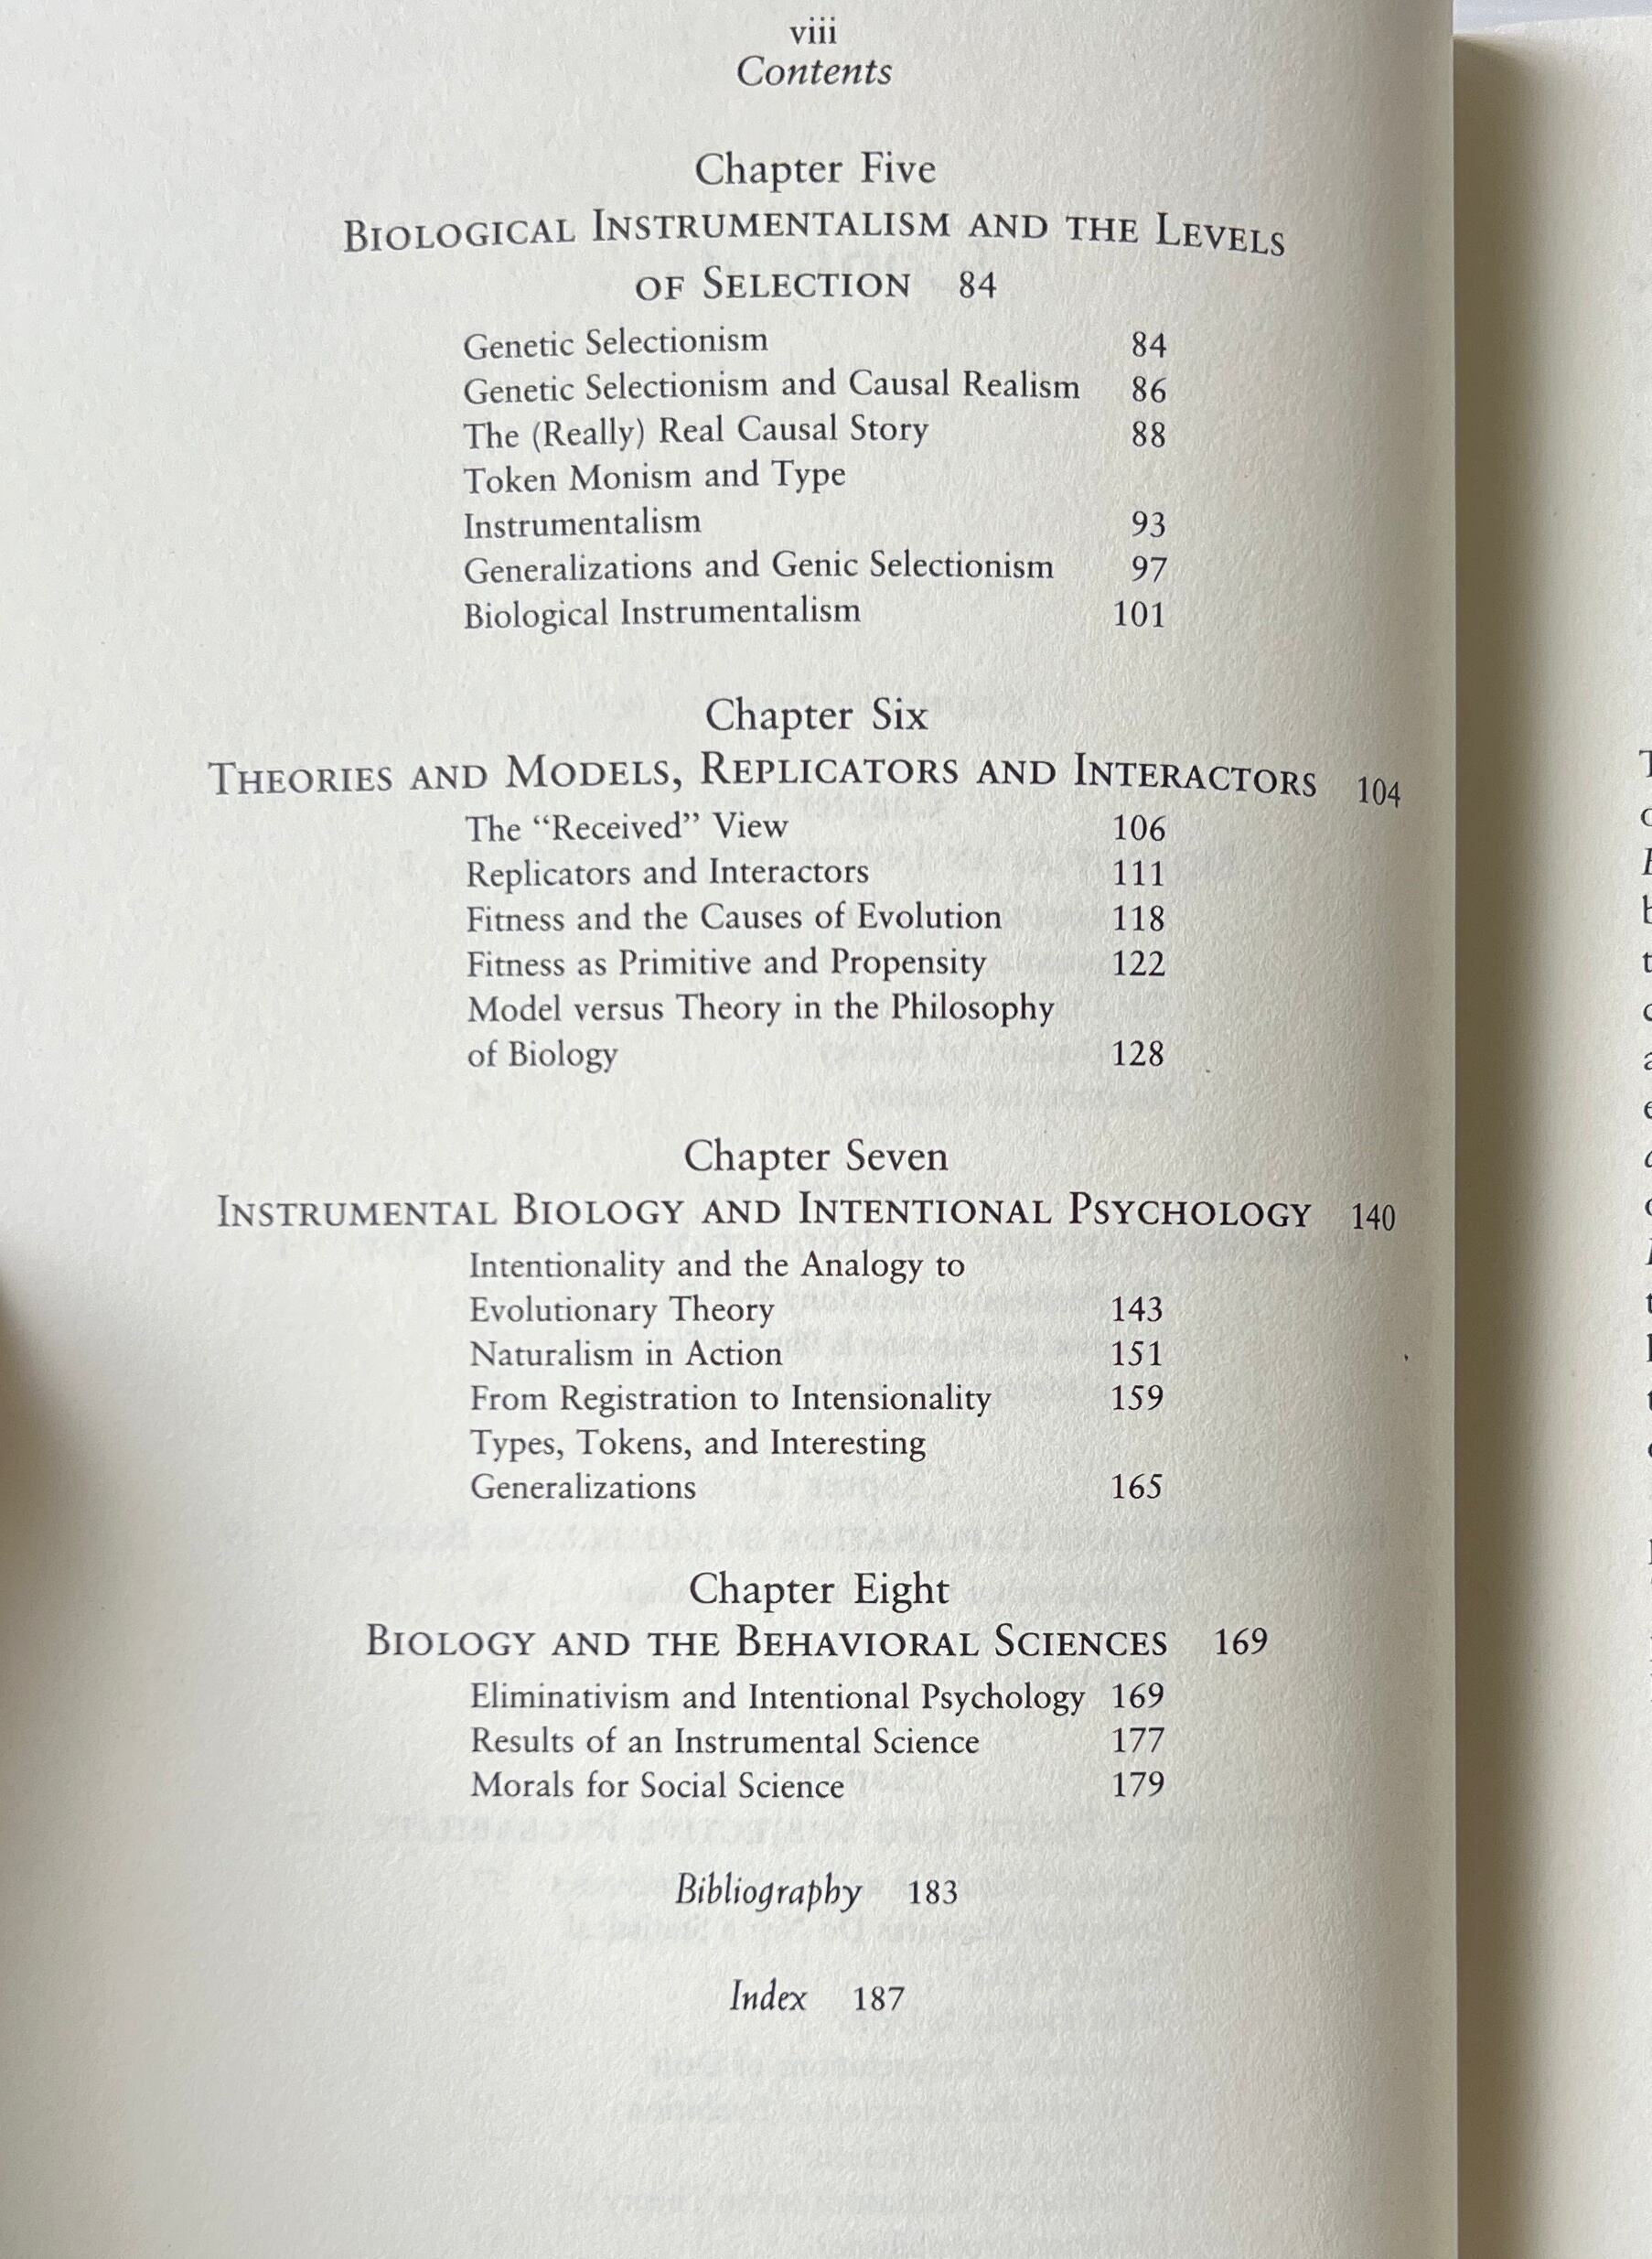 viii
Contents
Chapter Five
BIOLOGICAL INSTRUMENTALISM AND THE LEVELS
OF SELECTION 84
Genetic Selectionism 84
Genetic Selectionism and Causal Realism 86
The (Really) Real Causal Story 88
Token Monism and Type
Instrumentalism 93
Generalizations and Genic Selectionism 97
Biological Instrumentalism 101
Chapter Six
THEORIES AND MODELS, REPLICATORS AND INTERACTORS 104
The “Received” View 106
Replicators and Interactors 111
Fitness and the Causes of Evolution 118
Fitness as Primitive and Propensity 122
Model versus Theory in the Philosophy
of Biology 128
Chapter Seven
INSTRUMENTAL BIOLOGY AND INTENTIONAL PSYCHOLOGY 140
Intentionality and the Analogy to
Evolutionary Theory 143
Naturalism in Action 151
From Registration to Intensionality 159
Types, Tokens, and Interesting
Generalizations 165
Chapter Eight
BIOLOGY AND THE BEHAVIORAL SCIENCES 169
Eliminativism and Intentional Psychology 169
Results of an Instrumental Science 177
Morals for Social Science 179
Bibliography 183
Index 187